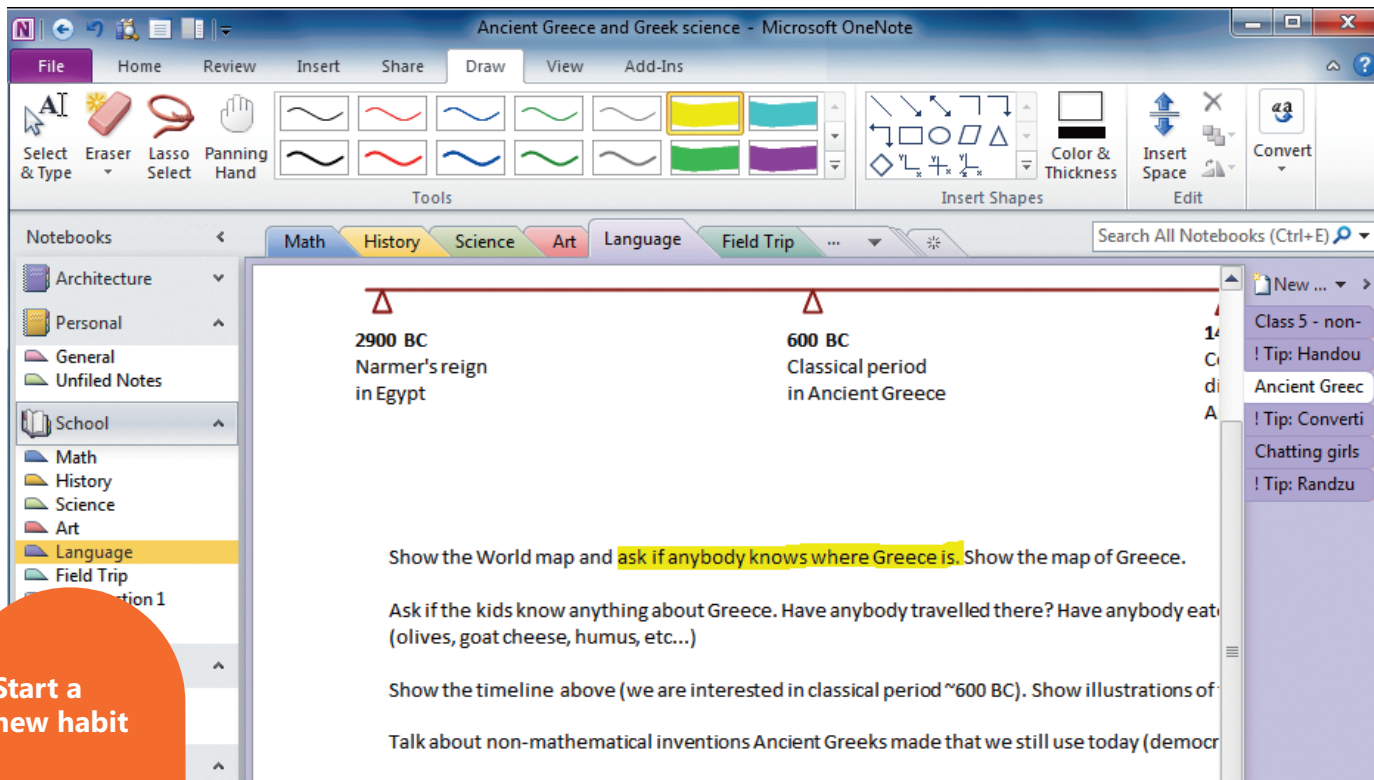 Ancient Greece and Greek science - Microsoft OneNote
File Home Review Insert Share Draw View Add-Ins
Select & Type
Eraser
Lasso Select
Panning Hand
Tools
Color & Thickness
Insert Shapes
Insert Space
Edit
Convert
Notebooks
Math History Science Art Language Field Trip ...
Search All Notebooks (Ctrl+E)
Architecture
Personal
General
Unfiled Notes
School
Math
History
Science
Art
Language
Field Trip
tion 1
Start a
new habit
2900 BC
Narmer's reign
in Egypt
600 BC
Classical period
in Ancient Greece
14
C
di
A
Show the World map and ask if anybody knows where Greece is. Show the map of Greece.
Ask if the kids know anything about Greece. Have anybody travelled there? Have anybody eat
(olives, goat cheese, humus, etc...)
Show the timeline above (we are interested in classical period ~600 BC). Show illustrations of
Talk about non-mathematical inventions Ancient Greeks made that we still use today (democr
New ...
Class 5 - non-
! Tip: Handou
Ancient Greec
! Tip: Converti
Chatting girls
! Tip: Randzu